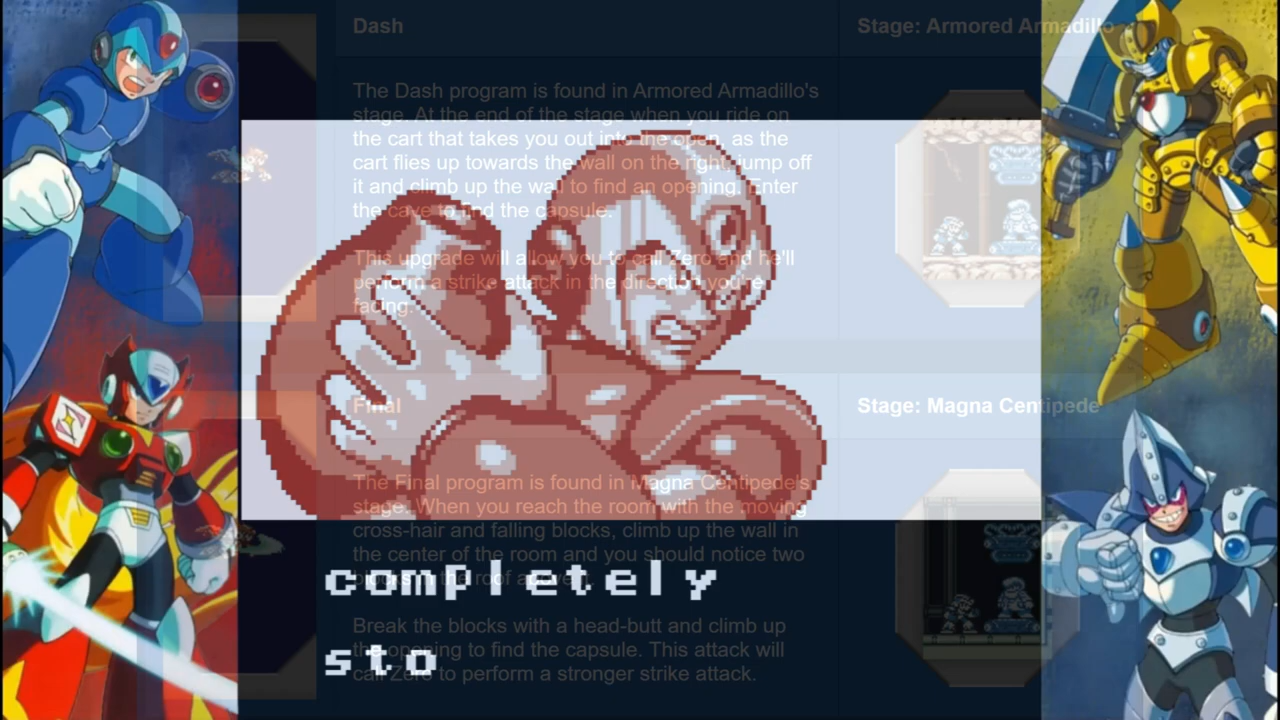 Dash
Stage: Armored Armadillo
The Dash program is found in Armored Armadillo's
stage. At the end of the stage when you ride on
the cart that takes you out into the open, as the
cart flies up towards the wall on the right, jump off
it and climb up the wall to find an opening. Enter
the cave to find the capsule.
This upgrade will allow you to call Zero and he'll
perform a strike attack in the direction you're
facing.
Final
Stage: Magna Centipede
The Final program is found in Magna Centipede's
stage. When you reach the room with the moving
cross-hair and falling blocks, climb up the wall in
the center of the room and you should notice two
blocks roof
completely
Break the blocks with a head-butt and climb up
the opening to find the capsule. This attack will
sto
call Zero to perform a stronger strike attack.